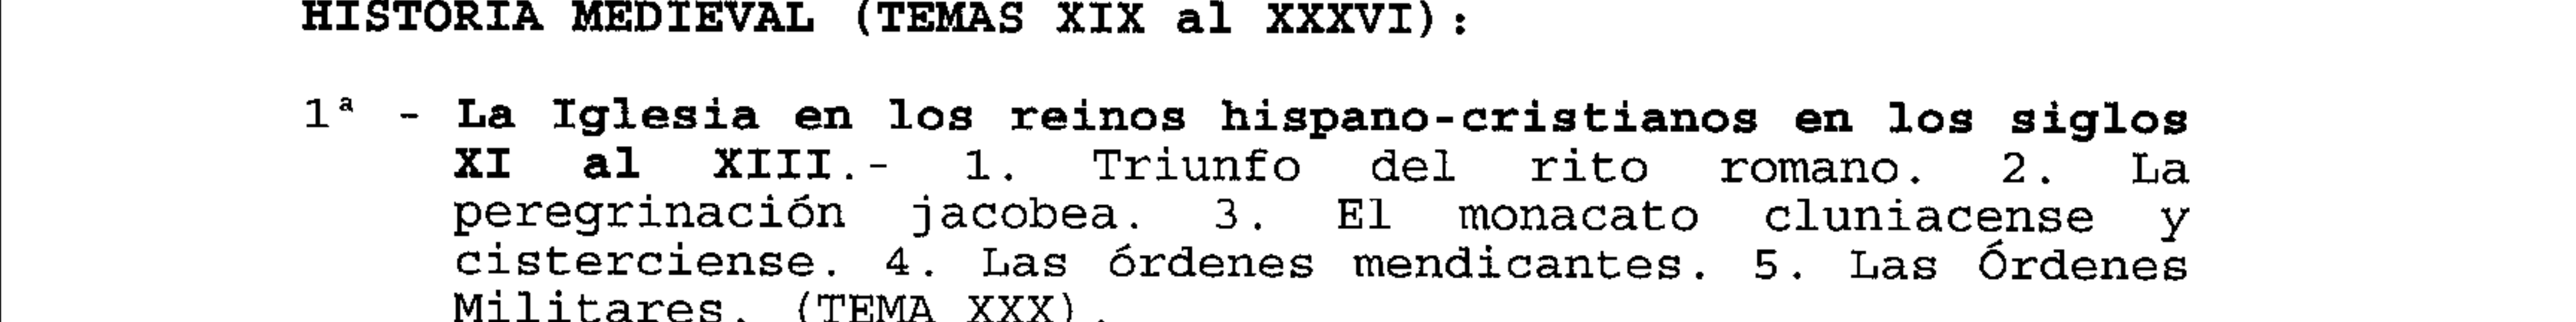 HISTORIA MEDIEVAL (TEMAS XIX al XXXVI):
1ª - La Iglesia en los reinos hispano-cristianos en los siglos
XI al XIII.- 1. Triunfo del rito romano. 2. La
peregrinación jacobea. 3. El monacato cluniacense y
cisterciense. 4. Las órdenes mendicantes. 5. Las Órdenes
Militares. (TEMA XXX).